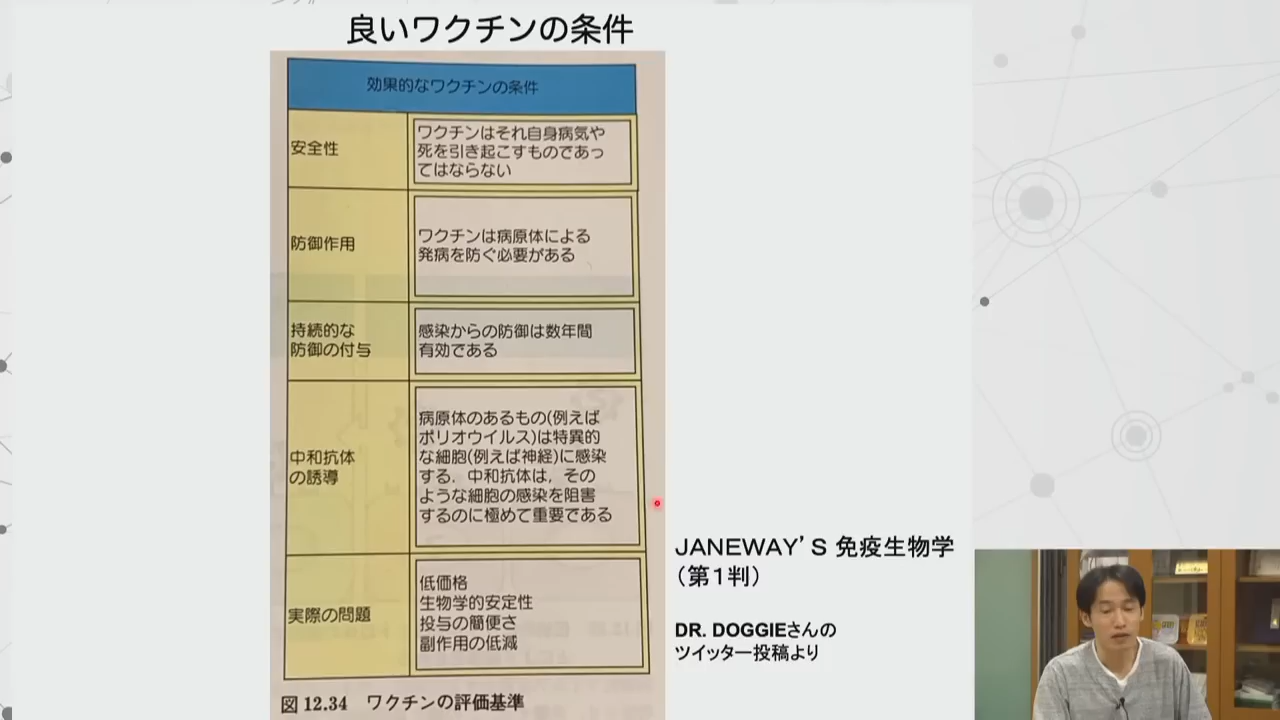 良いワクチンの条件
効果的なワクチンの条件
安全性
ワクチンはそれ自身病気や
死を引き起こすものであっ
てはならない
防御作用
ワクチンは病原体による
発病を防ぐ必要がある
持続的な
防御の付与
感染からの防御は数年間
有効である
中和抗体
の誘導
病原体のあるもの(例えば
ポリオウイルス)は特異的
な細胞(例えば神経)に感染
する．中和抗体は，その
ような細胞の感染を阻害
するのに極めて重要である
実際の問題
低価格
生物学的安定性
投与の簡便さ
副作用の低減
図 12.34 ワクチンの評価基準
JANEWAY'S 免疫生物学
（第1判）
DR. DOGGIEさんの
ツイッター投稿より